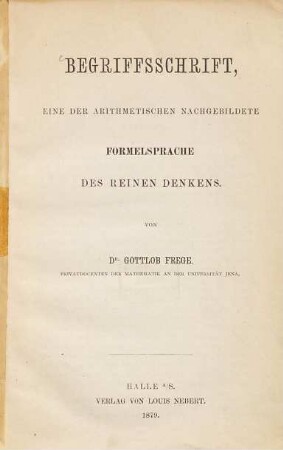 BEGRIFFSSCHRIFT,
EINE DER ARITHMETISCHEN NACHGEBILDETE
FORMELSPRACHE
DES REINEN DENKENS.
VON
Dr. GOTTLOB FREGE,
PRIVATDOCENTEN DER MATHEMATIK AN DER UNIVERSITÄT JENA,
HALLE a/S.
VERLAG VON LOUIS NEBERT.
1879.